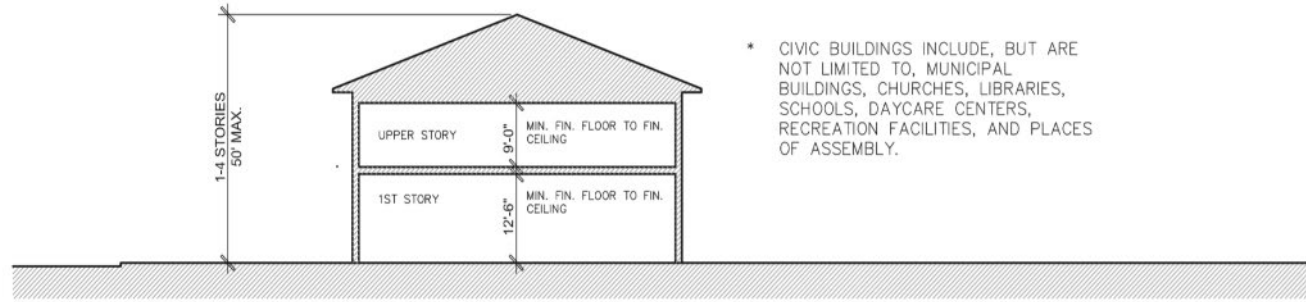 1-4 STORIES
50' MAX.
UPPER STORY
9'-0"
MIN. FIN. FLOOR TO FIN.
CEILING
1ST STORY
12'-6"
MIN. FIN. FLOOR TO FIN.
CEILING
* CIVIC BUILDINGS INCLUDE, BUT ARE
NOT LIMITED TO, MUNICIPAL
BUILDINGS, CHURCHES, LIBRARIES,
SCHOOLS, DAYCARE CENTERS,
RECREATION FACILITIES, AND PLACES
OF ASSEMBLY.